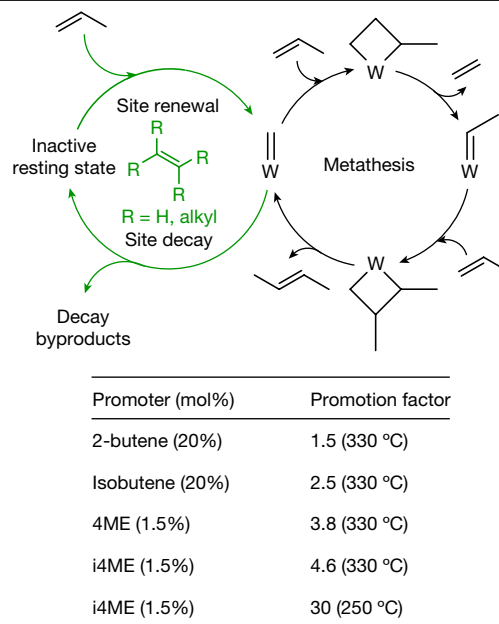 Site renewal
R
R
R
R
R = H, alkyl
Site decay
Inactive
resting state
Decay
byproducts
W
W
W
W
Metathesis
Promoter (mol%) Promotion factor
2-butene (20%) 1.5 (330 ºC)
Isobutene (20%) 2.5 (330 ºC)
4ME (1.5%) 3.8 (330 ºC)
i4ME (1.5%) 4.6 (330 ºC)
i4ME (1.5%) 30 (250 ºC)